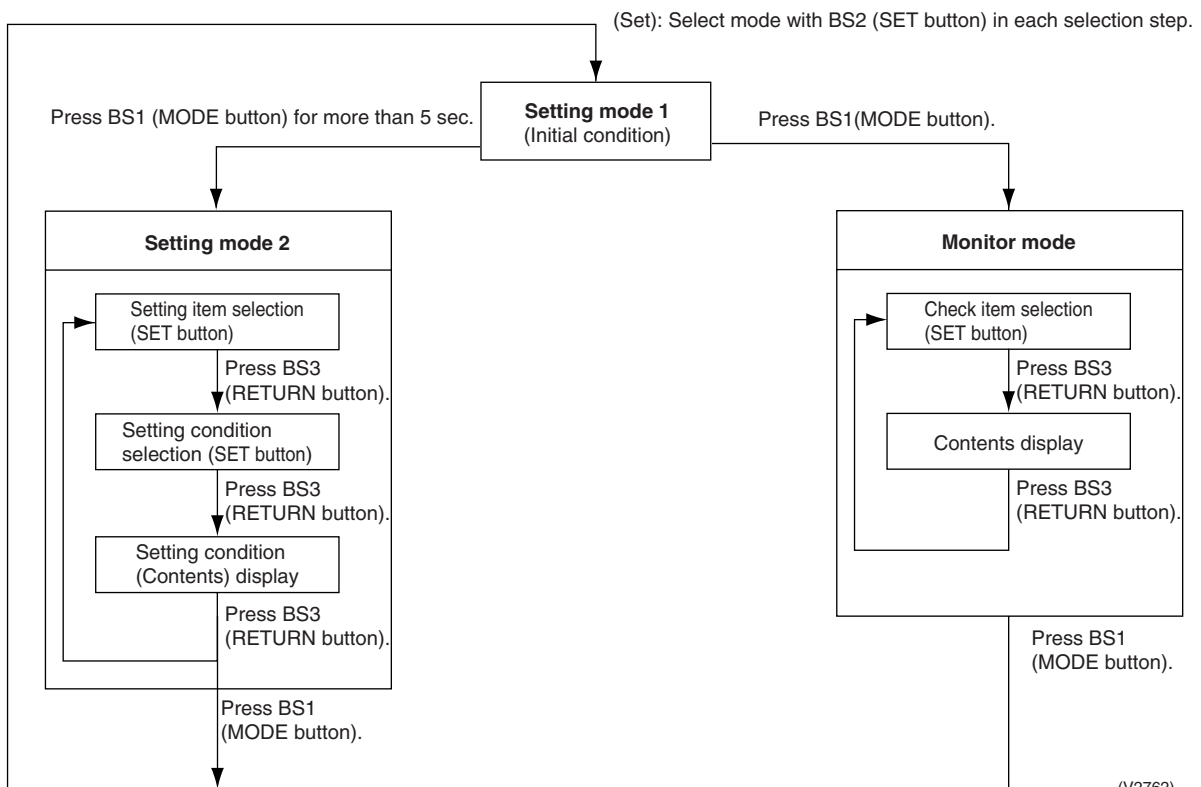 (Set): Select mode with BS2 (SET button) in each selection step.
Setting mode 1
(Initial condition)
Press BS1 (MODE button) for more than 5 sec.
Press BS1(MODE button).
Setting mode 2
Setting item selection
(SET button)
Press BS3
(RETURN button).
Setting condition
selection (SET button)
Press BS3
(RETURN button).
Setting condition
(Contents) display
Press BS3
(RETURN button).
Press BS1
(MODE button).
Monitor mode
Check item selection
(SET button)
Press BS3
(RETURN button).
Contents display
Press BS3
(RETURN button).
Press BS1
(MODE button).